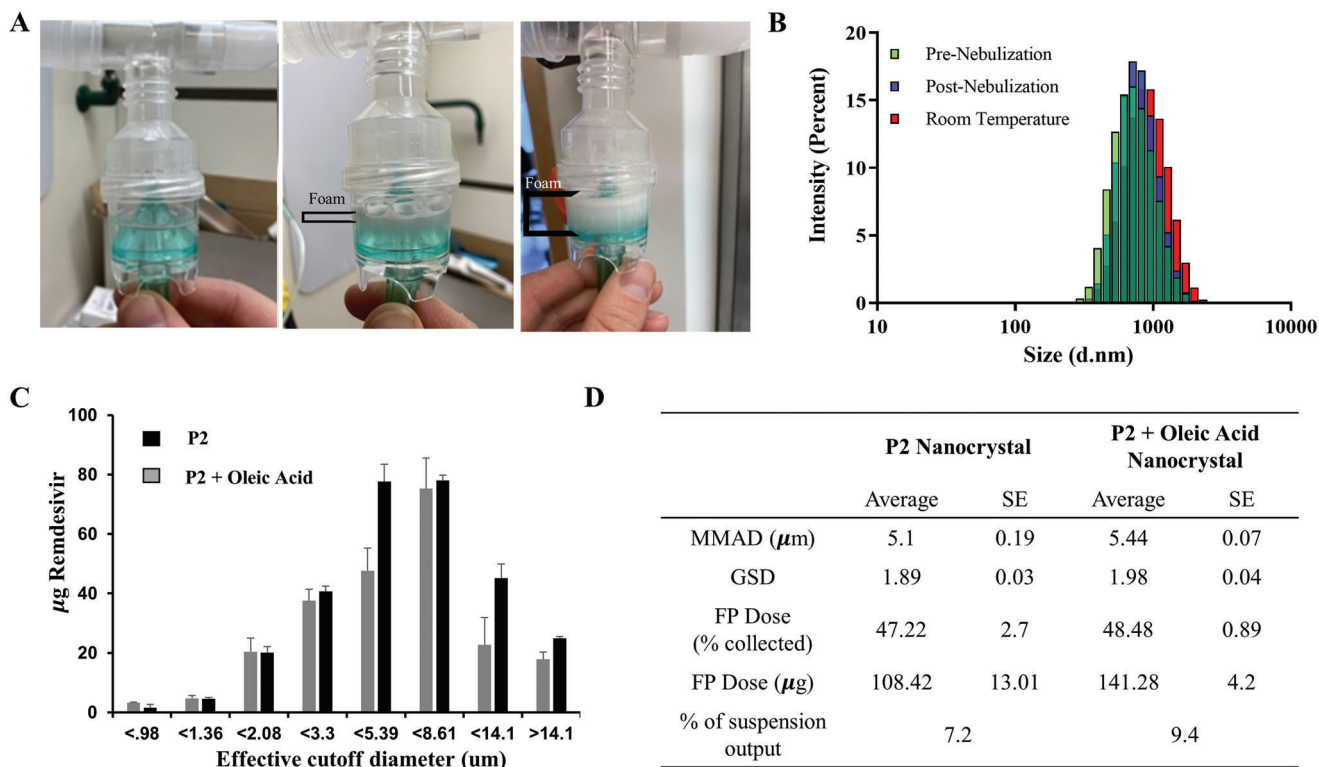 A
Foam
Foam
B
20
15
10
5
0
Intensity (Percent)
Pre-Nebulization
Post-Nebulization
Room Temperature
10 100 1000 10000
Size (d.nm)
C
100
80
60
40
20
0
µg Remdesivir
P2
P2 + Oleic Acid
<.98 <1.36 <2.08 <3.3 <5.39 <8.61 <14.1 >14.1
Effective cutoff diameter (um)
D
P2 Nanocrystal
P2 + Oleic Acid
Nanocrystal
Average SE Average SE
MMAD (µm) 5.1 0.19 5.44 0.07
GSD 1.89 0.03 1.98 0.04
FP Dose
(% collected) 47.22 2.7 48.48 0.89
FP Dose (µg) 108.42 13.01 141.28 4.2
% of suspension
output 7.2 9.4